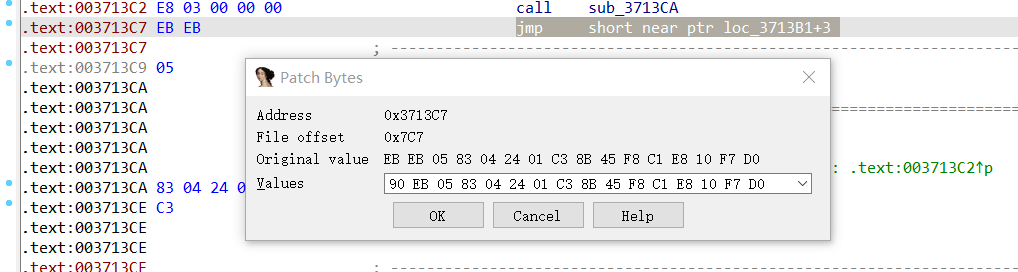 .text:003713C2 E8 03 00 00 00 call sub_3713CA
.text:003713C7 EB EB jmp short near ptr loc_3713B1+3
.text:003713C7 ; ---------------------------------------------------------------------------
.text:003713C9 05
.text:003713CA
.text:003713CA
.text:003713CA
.text:003713CA
.text:003713CA : .text:003713C2↑p
.text:003713CA 83 04 24 0
.text:003713CE C3
.text:003713CE
.text:003713CE
.text:003713CE ; ---------------------------------------------------------------------------
Patch Bytes
Address 0x3713C7
File offset 0x7C7
Original value EB EB 05 83 04 24 01 C3 8B 45 F8 C1 E8 10 F7 D0
Values 90 EB 05 83 04 24 01 C3 8B 45 F8 C1 E8 10 F7 D0
OK Cancel Help